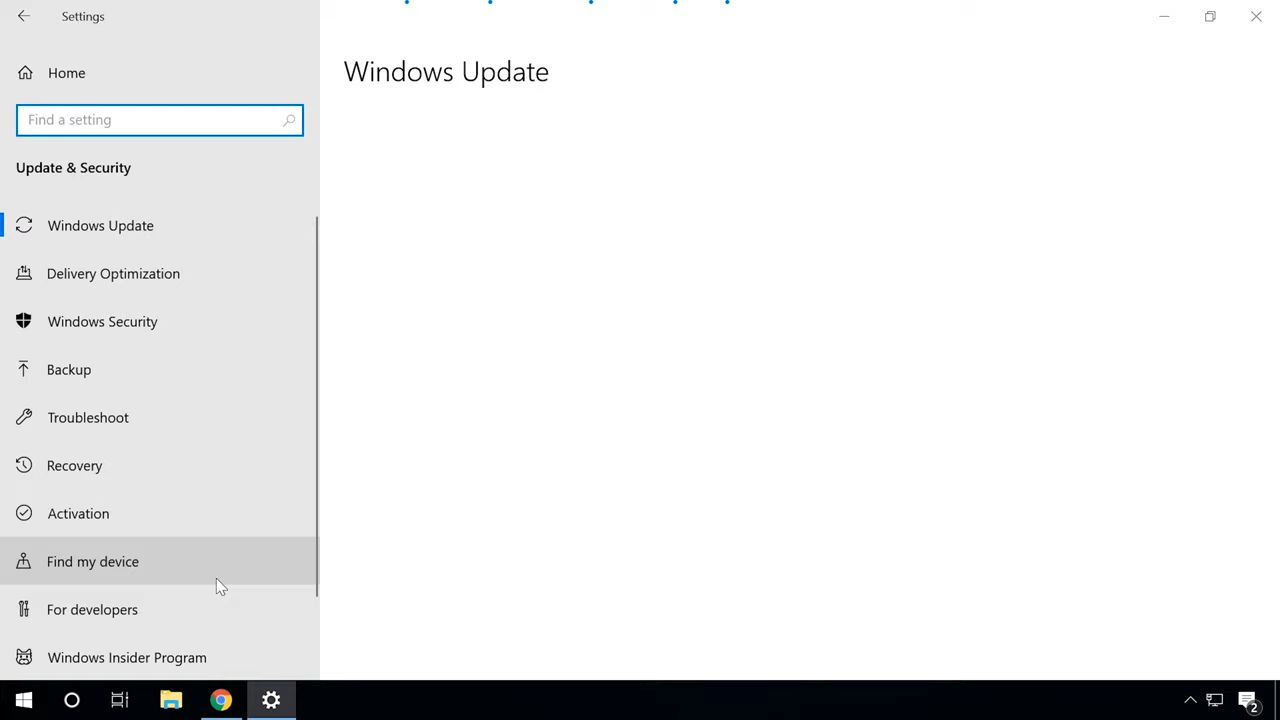 Settings
Home
Find a setting
Update & Security
Windows Update
Delivery Optimization
Windows Security
Backup
Troubleshoot
Recovery
Activation
Find my device
For developers
Windows Insider Program
Windows Update
2